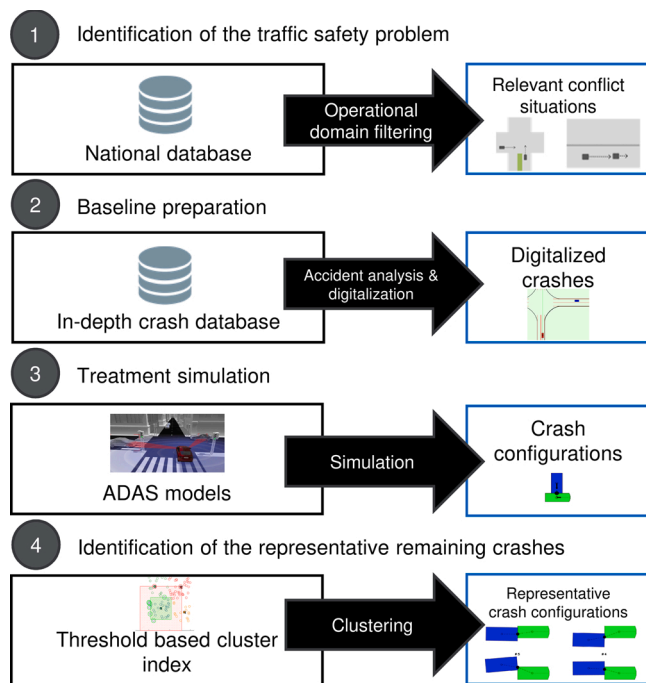 1
Identification of the traffic safety problem
National database
Operational
domain filtering
Relevant conflict
situations
2
Baseline preparation
In-depth crash database
Accident analysis &
digitalization
Digitalized
crashes
3
Treatment simulation
ADAS models
Simulation
Crash
configurations
4
Identification of the representative remaining crashes
Threshold based cluster
index
Clustering
Representative
crash configurations